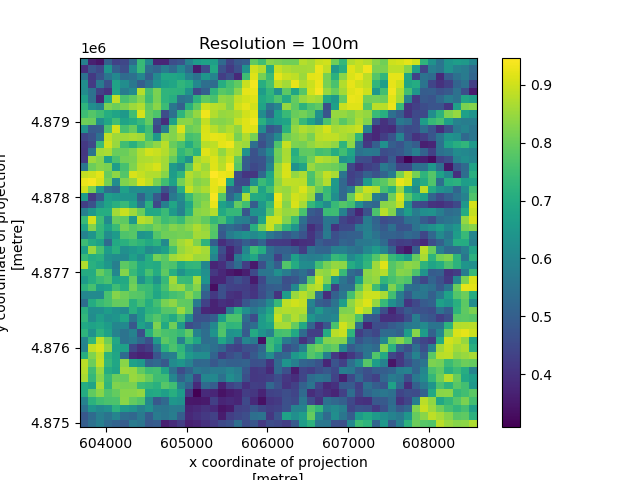 Resolution = 100m
1e6
4.879
4.878
4.877
4.876
4.875
y coordinate of projection
[metre]
604000 605000 606000 607000 608000
x coordinate of projection
[metre]
0.9
0.8
0.7
0.6
0.5
0.4